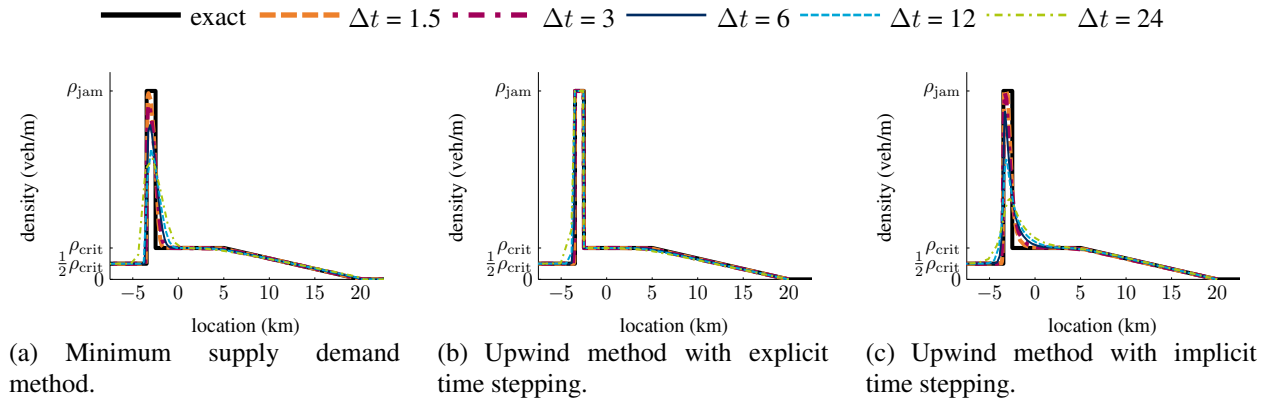 exact Δt = 1.5 Δt = 3 Δt = 6 Δt = 12 Δt = 24
density (veh/m)
ρjam
ρcrit
½ρcrit
0
−5 0 5 10 15 20
location (km)
(a) Minimum supply demand
method.
density (veh/m)
ρjam
ρcrit
½ρcrit
0
−5 0 5 10 15 20
location (km)
(b) Upwind method with explicit
time stepping.
density (veh/m)
ρjam
ρcrit
½ρcrit
0
−5 0 5 10 15 20
location (km)
(c) Upwind method with implicit
time stepping.